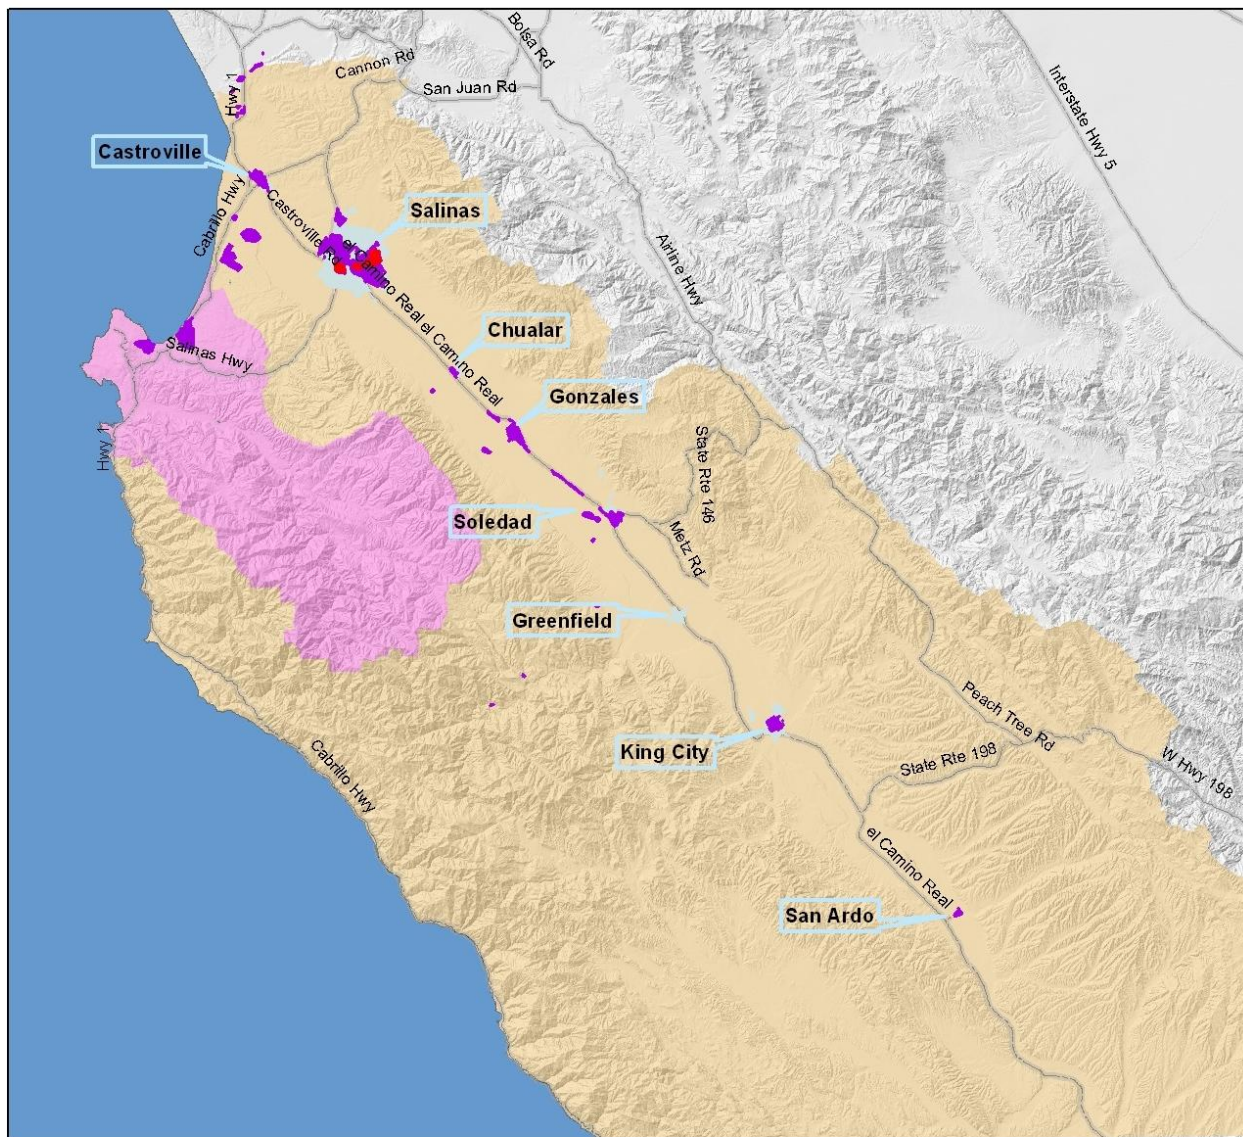 Bolsa Rd
Cannon Rd
San Juan Rd
Hwy 1
Interstate Hwy 5
Castroville
Cabrillo Hwy
Castroville Rd
Salinas
el Camino Real
el Camino Real
Airline Hwy
Chualar
Salinas Hwy
Gonzales
Hwy 1
State Rte 146
Soledad
Metz Rd
Greenfield
Peach Tree Rd
King City
State Rte 198
W Hwy 198
Cabrillo Hwy
el Camino Real
San Ardo